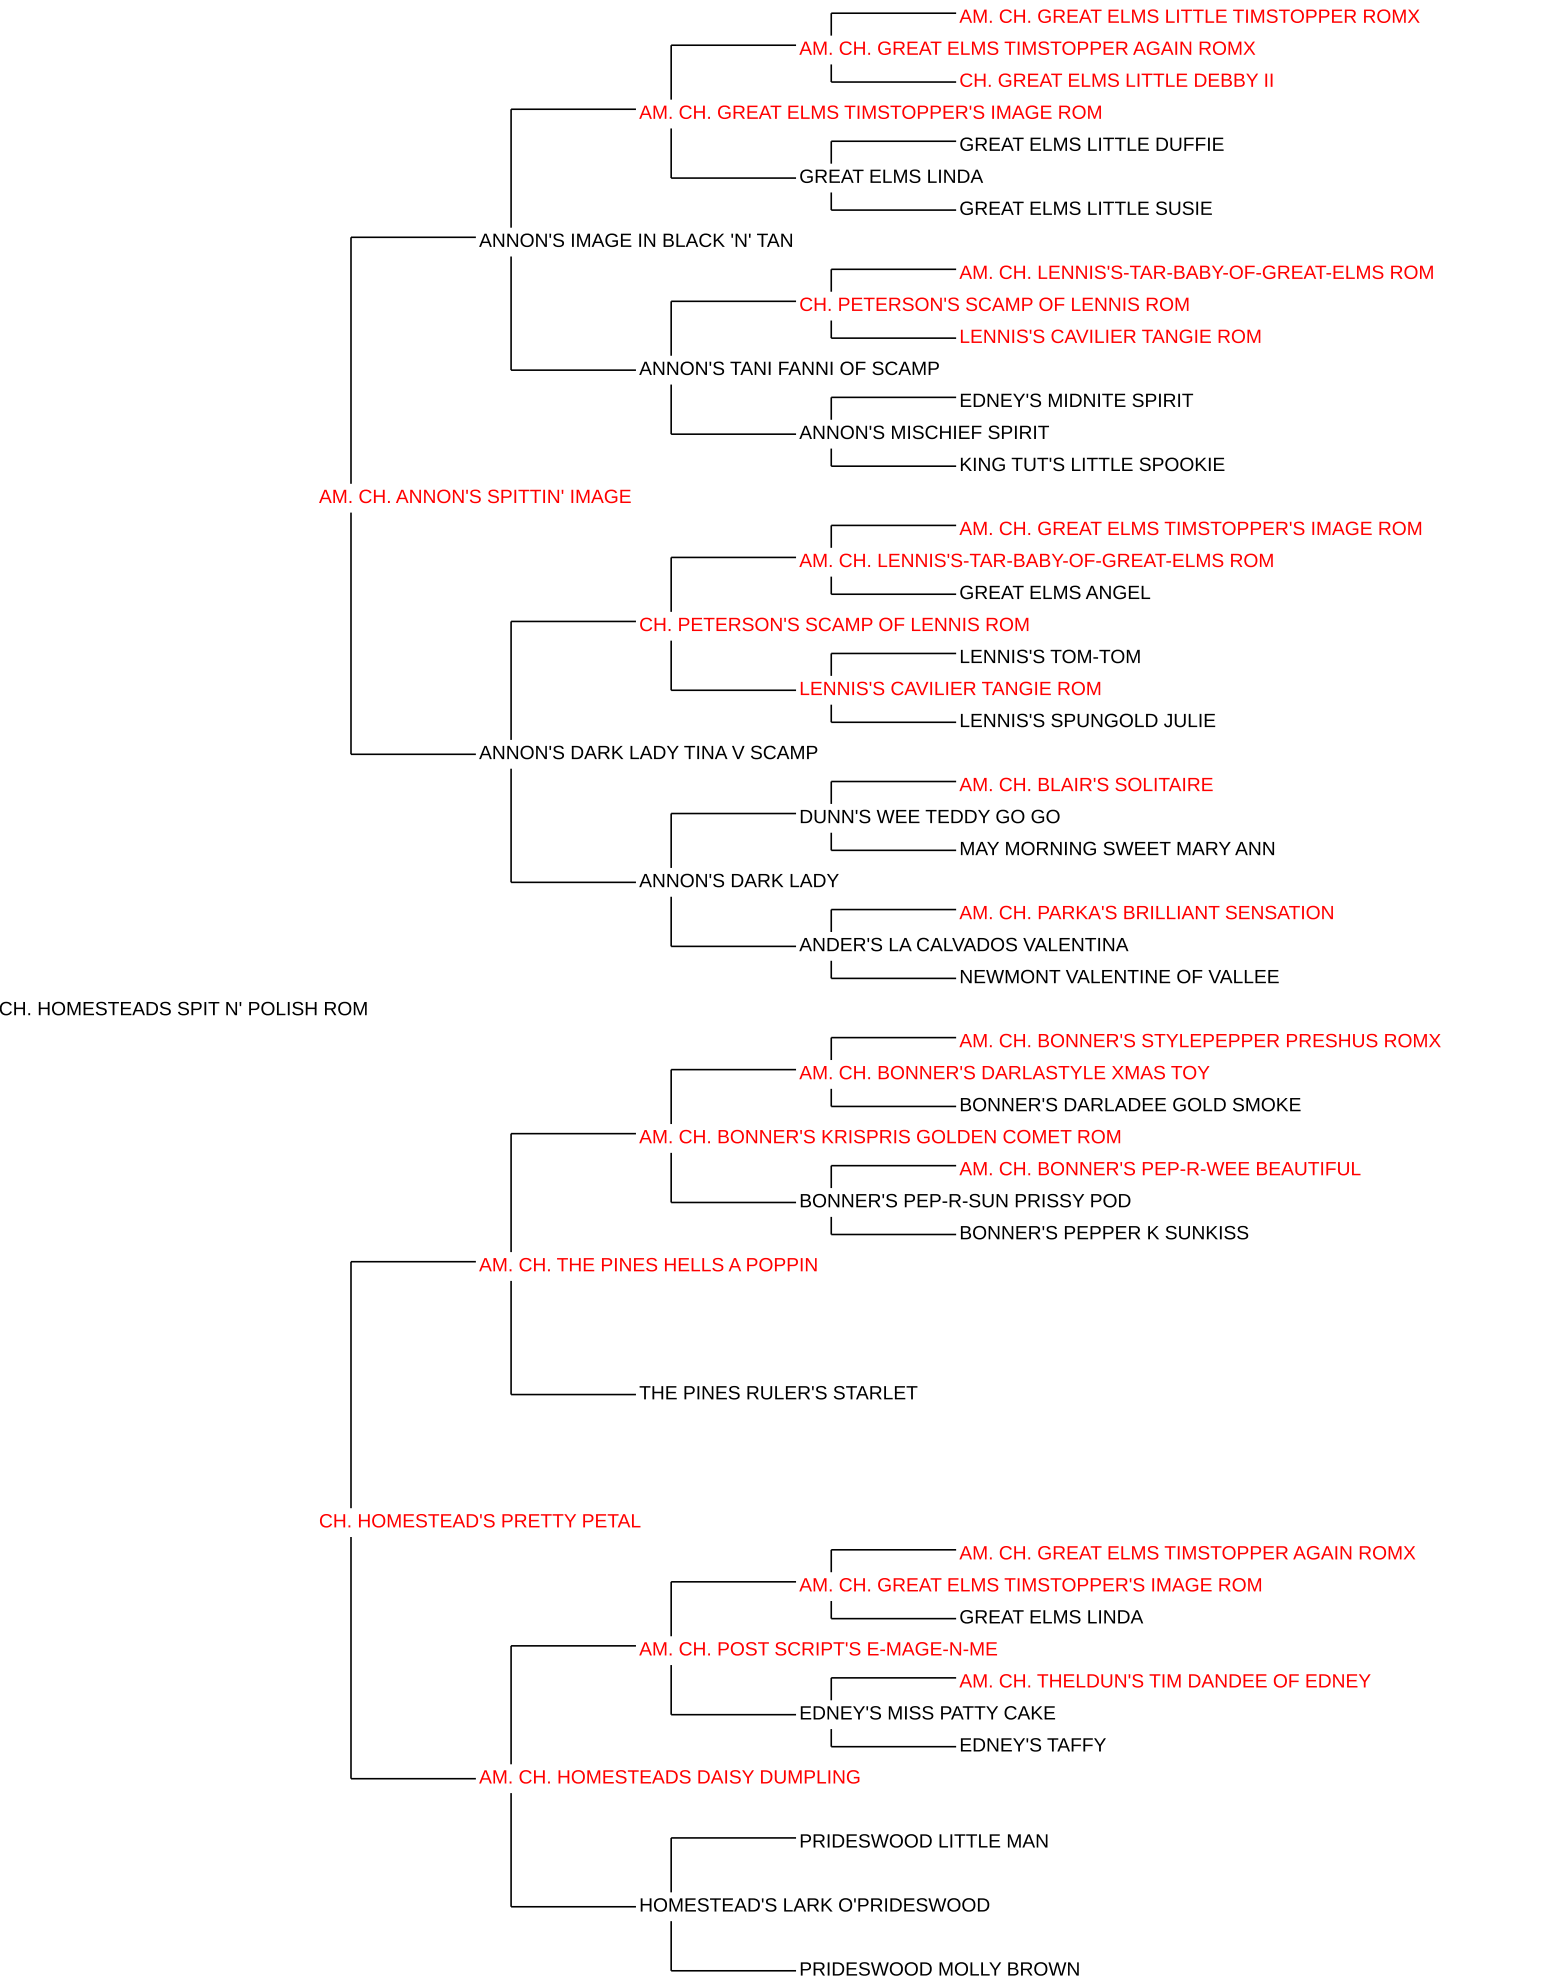 AM. CH. GREAT ELMS LITTLE TIMSTOPPER ROMX
AM. CH. GREAT ELMS TIMSTOPPER AGAIN ROMX
CH. GREAT ELMS LITTLE DEBBY II
AM. CH. GREAT ELMS TIMSTOPPER'S IMAGE ROM
GREAT ELMS LITTLE DUFFIE
GREAT ELMS LINDA
GREAT ELMS LITTLE SUSIE
ANNON'S IMAGE IN BLACK 'N' TAN
AM. CH. LENNIS'S-TAR-BABY-OF-GREAT-ELMS ROM
CH. PETERSON'S SCAMP OF LENNIS ROM
LENNIS'S CAVILIER TANGIE ROM
ANNON'S TANI FANNI OF SCAMP
EDNEY'S MIDNITE SPIRIT
ANNON'S MISCHIEF SPIRIT
KING TUT'S LITTLE SPOOKIE
AM. CH. ANNON'S SPITTIN' IMAGE
AM. CH. GREAT ELMS TIMSTOPPER'S IMAGE ROM
AM. CH. LENNIS'S-TAR-BABY-OF-GREAT-ELMS ROM
GREAT ELMS ANGEL
CH. PETERSON'S SCAMP OF LENNIS ROM
LENNIS'S TOM-TOM
LENNIS'S CAVILIER TANGIE ROM
LENNIS'S SPUNGOLD JULIE
ANNON'S DARK LADY TINA V SCAMP
AM. CH. BLAIR'S SOLITAIRE
DUNN'S WEE TEDDY GO GO
MAY MORNING SWEET MARY ANN
ANNON'S DARK LADY
AM. CH. PARKA'S BRILLIANT SENSATION
ANDER'S LA CALVADOS VALENTINA
NEWMONT VALENTINE OF VALLEE
CH. HOMESTEADS SPIT N' POLISH ROM
AM. CH. BONNER'S STYLEPEPPER PRESHUS ROMX
AM. CH. BONNER'S DARLASTYLE XMAS TOY
BONNER'S DARLADEE GOLD SMOKE
AM. CH. BONNER'S KRISPRIS GOLDEN COMET ROM
AM. CH. BONNER'S PEP-R-WEE BEAUTIFUL
BONNER'S PEP-R-SUN PRISSY POD
BONNER'S PEPPER K SUNKISS
AM. CH. THE PINES HELLS A POPPIN
THE PINES RULER'S STARLET
CH. HOMESTEAD'S PRETTY PETAL
AM. CH. GREAT ELMS TIMSTOPPER AGAIN ROMX
AM. CH. GREAT ELMS TIMSTOPPER'S IMAGE ROM
GREAT ELMS LINDA
AM. CH. POST SCRIPT'S E-MAGE-N-ME
AM. CH. THELDUN'S TIM DANDEE OF EDNEY
EDNEY'S MISS PATTY CAKE
EDNEY'S TAFFY
AM. CH. HOMESTEADS DAISY DUMPLING
PRIDESWOOD LITTLE MAN
HOMESTEAD'S LARK O'PRIDESWOOD
PRIDESWOOD MOLLY BROWN